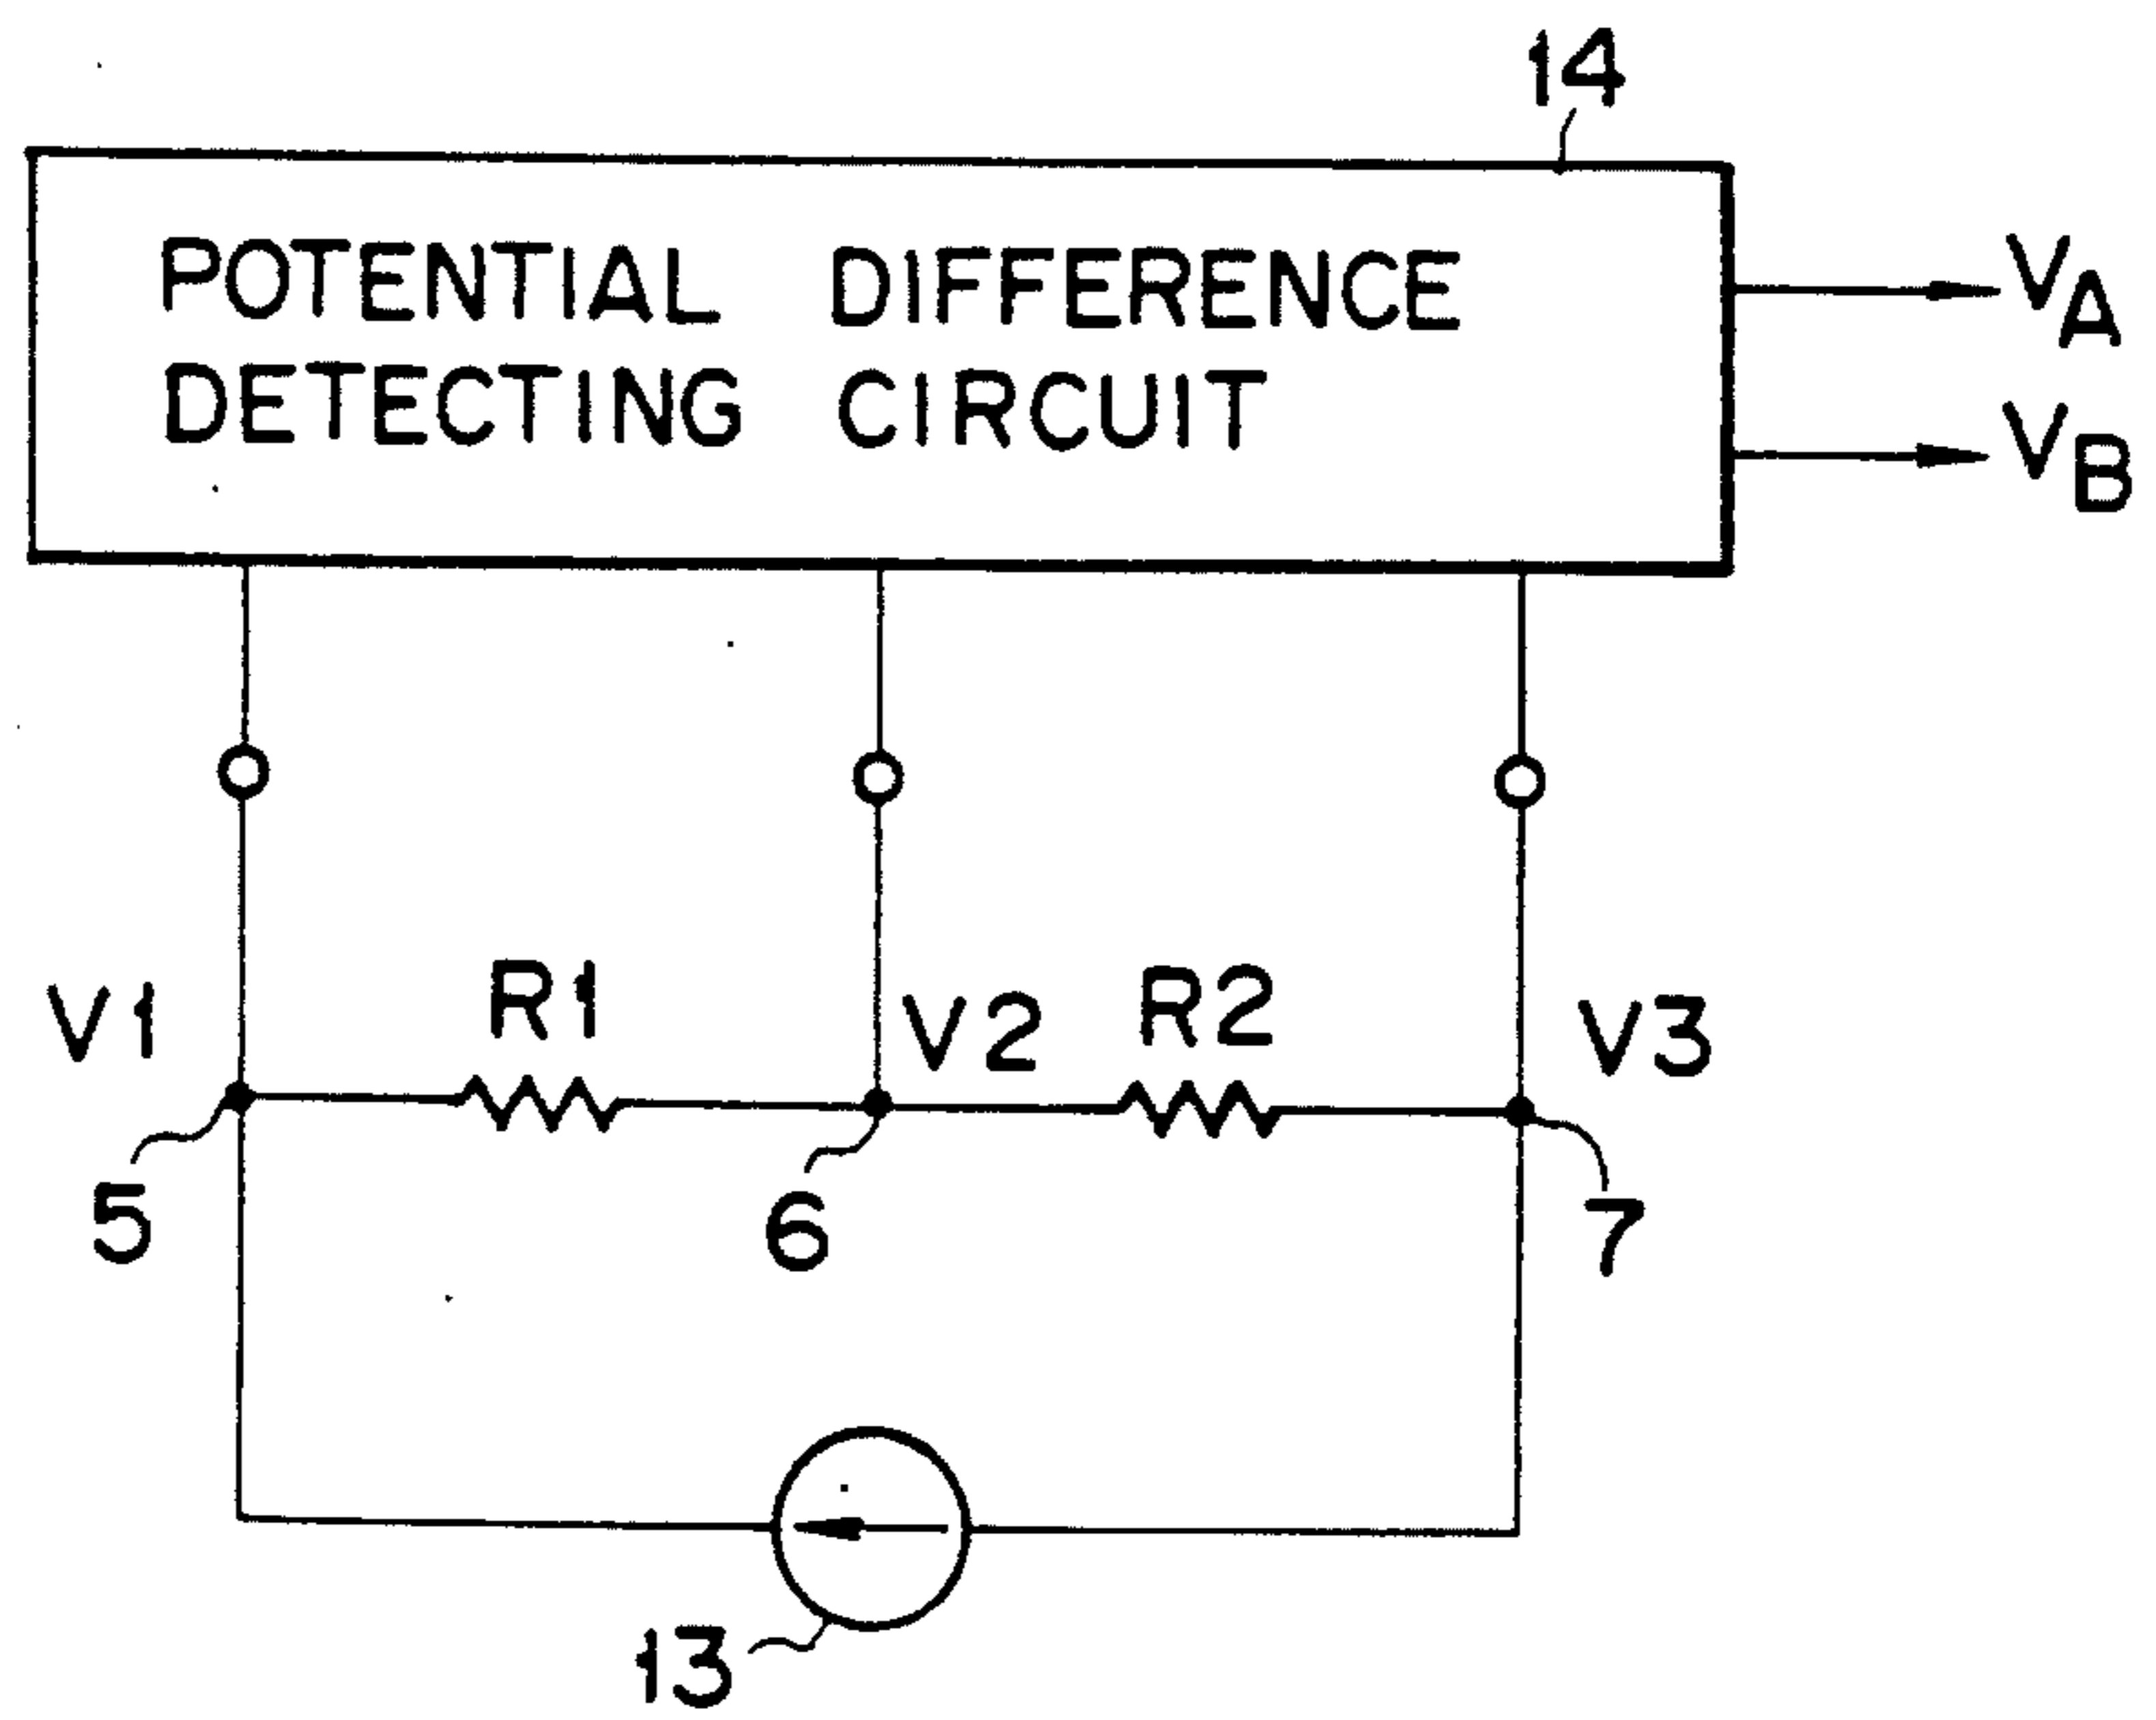 14
POTENTIAL DIFFERENCE
DETECTING CIRCUIT
VA
VB
V1
R1
V2
R2
V3
5
6
7
13